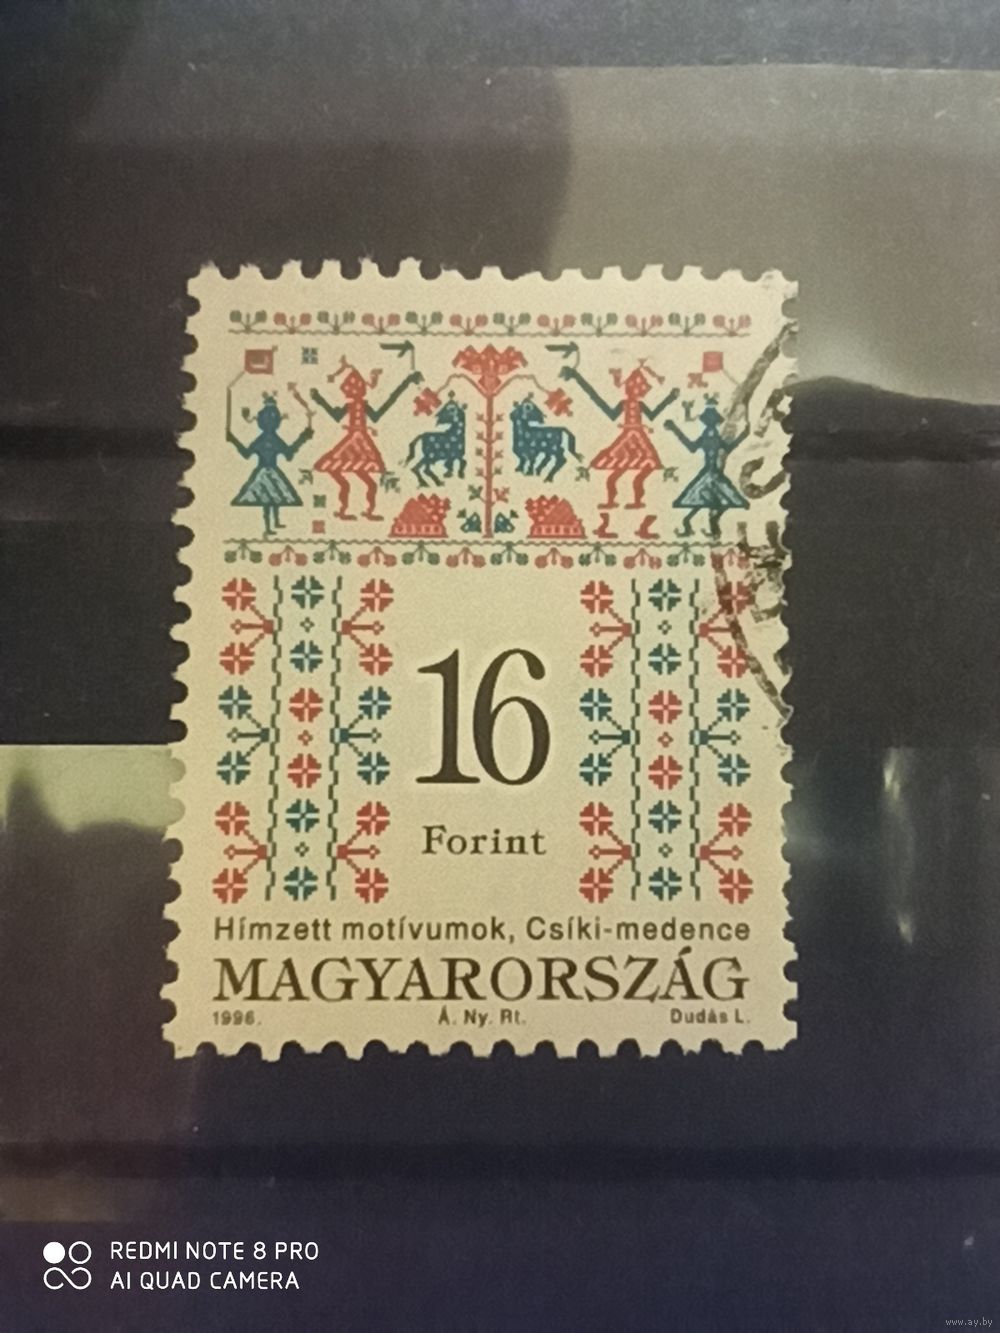 16
Forint
Hímzett motívumok, Csíki-medence
MAGYARORSZÁG
1996. Á. Ny. Rt. Dudás L.
REDMI NOTE 8 PRO
AI QUAD CAMERA
www.ay.by